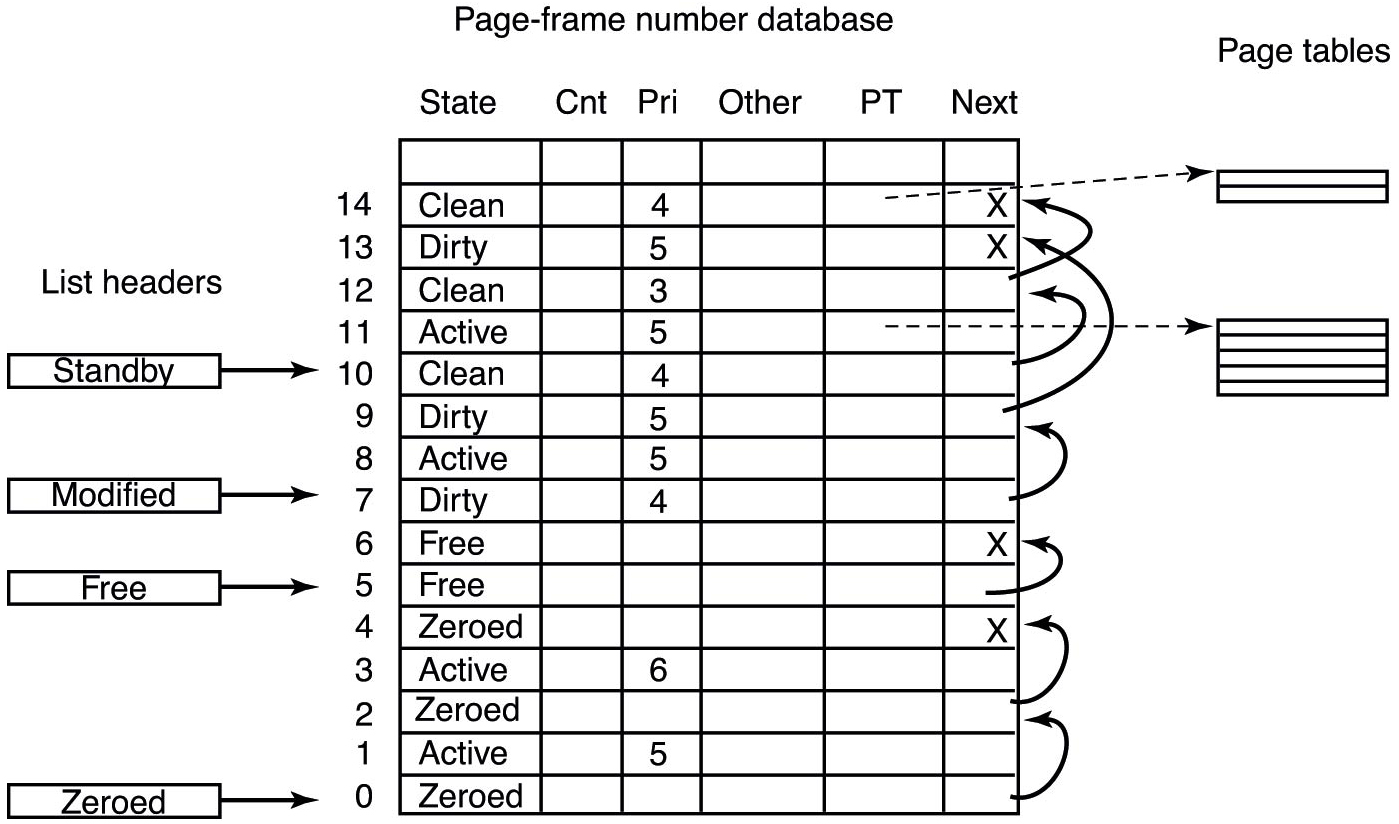 Page-frame number database
Page tables
State Cnt Pri Other PT Next
14 Clean 4 X
13 Dirty 5 X
List headers
12 Clean 3
11 Active 5
Standby 10 Clean 4
9 Dirty 5
8 Active 5
Modified 7 Dirty 4
6 Free X
Free 5 Free
4 Zeroed X
3 Active 6
2 Zeroed
1 Active 5
Zeroed 0 Zeroed